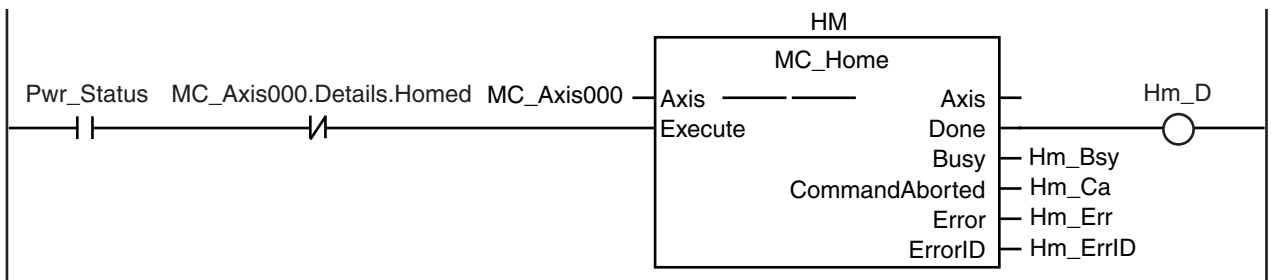 HM
MC_Home
Pwr_Status MC_Axis000.Details.Homed MC_Axis000 Axis Axis Hm_D
Execute Done
Busy Hm_Bsy
CommandAborted Hm_Ca
Error Hm_Err
ErrorID Hm_ErrID